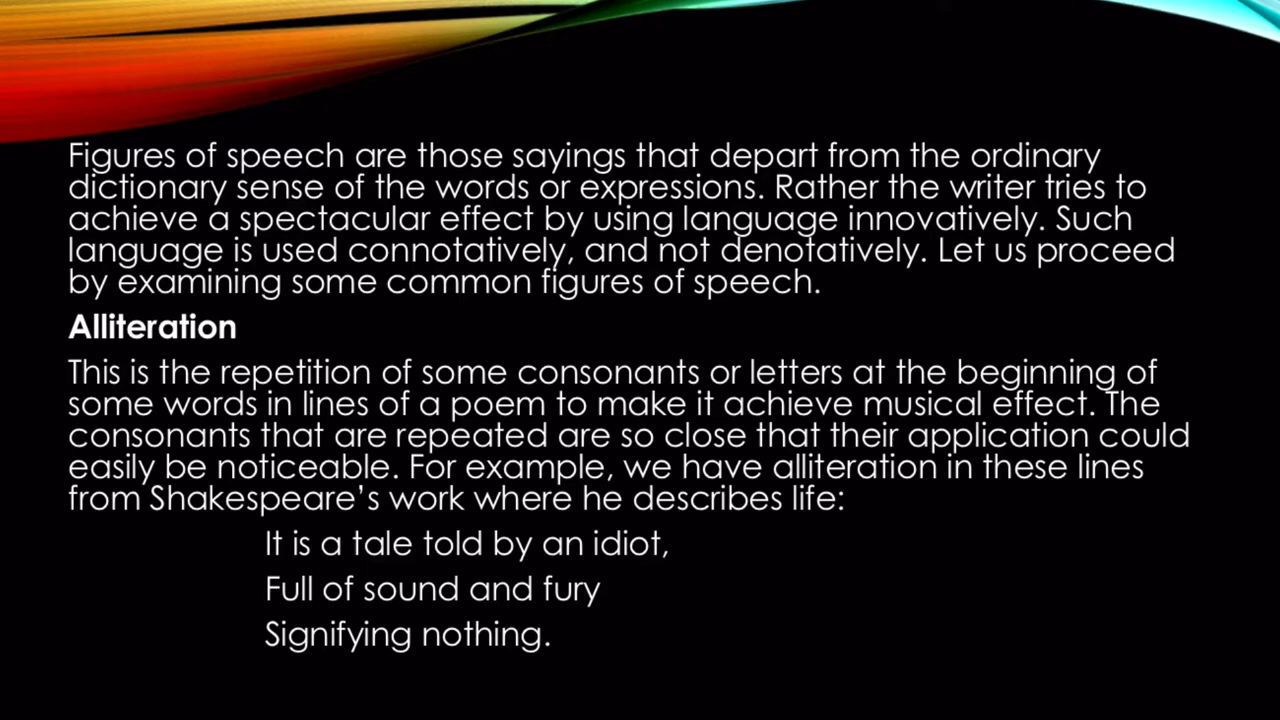 Figures of speech are those sayings that depart from the ordinary
dictionary sense of the words or expressions. Rather the writer tries to
achieve a spectacular effect by using language innovatively. Such
language is used connotatively, and not denotatively. Let us proceed
by examining some common figures of speech.
Alliteration
This is the repetition of some consonants or letters at the beginning of
some words in lines of a poem to make it achieve musical effect. The
consonants that are repeated are so close that their application could
easily be noticeable. For example, we have alliteration in these lines
from Shakespeare’s work where he describes life:
It is a tale told by an idiot,
Full of sound and fury
Signifying nothing.